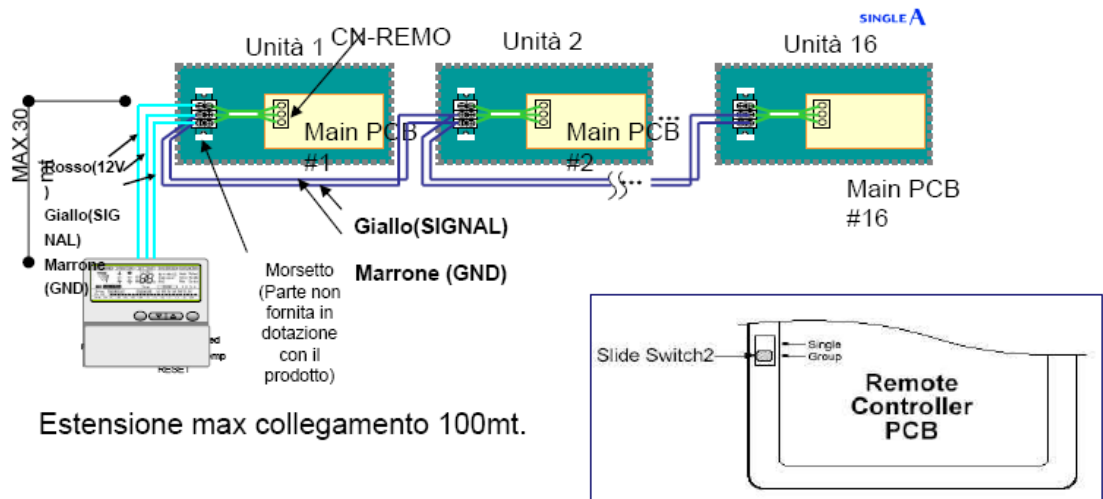 SINGLE A
Unità 1
CN-REMO
Unità 2
Unità 16
MAX.30
mt
Main PCB
#1
Main PCB
#2
Main PCB
#16
Rosso(12V
)
Giallo(SIG
NAL)
Marrone
(GND)
Giallo(SIGNAL)
Marrone (GND)
Morsetto
(Parte non
fornita in
dotazione
con il
prodotto)
RESET
Slide Switch2
Single
Group
Remote
Controller
PCB
Estensione max collegamento 100mt.